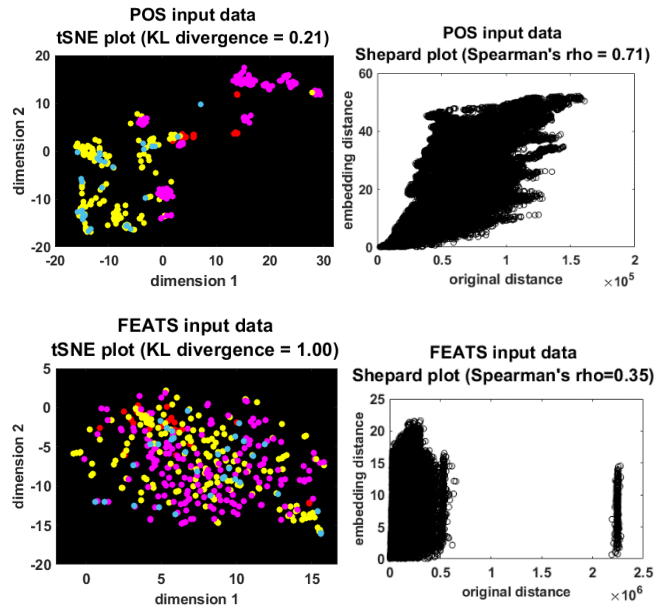 POS input data
tSNE plot (KL divergence = 0.21)
20
10
0
-10
-20
dimension 2
-20
-10
0
10
20
30
dimension 1
POS input data
Shepard plot (Spearman's rho = 0.71)
60
40
20
0
embedding distance
0
0.5
1
1.5
2
original distance
×10^5
FEATS input data
tSNE plot (KL divergence = 1.00)
5
0
-5
-10
-15
-20
dimension 2
0
5
10
15
dimension 1
FEATS input data
Shepard plot (Spearman's rho=0.35)
25
20
15
10
5
0
embedding distance
0
0.5
1
1.5
2
2.5
original distance
×10^6